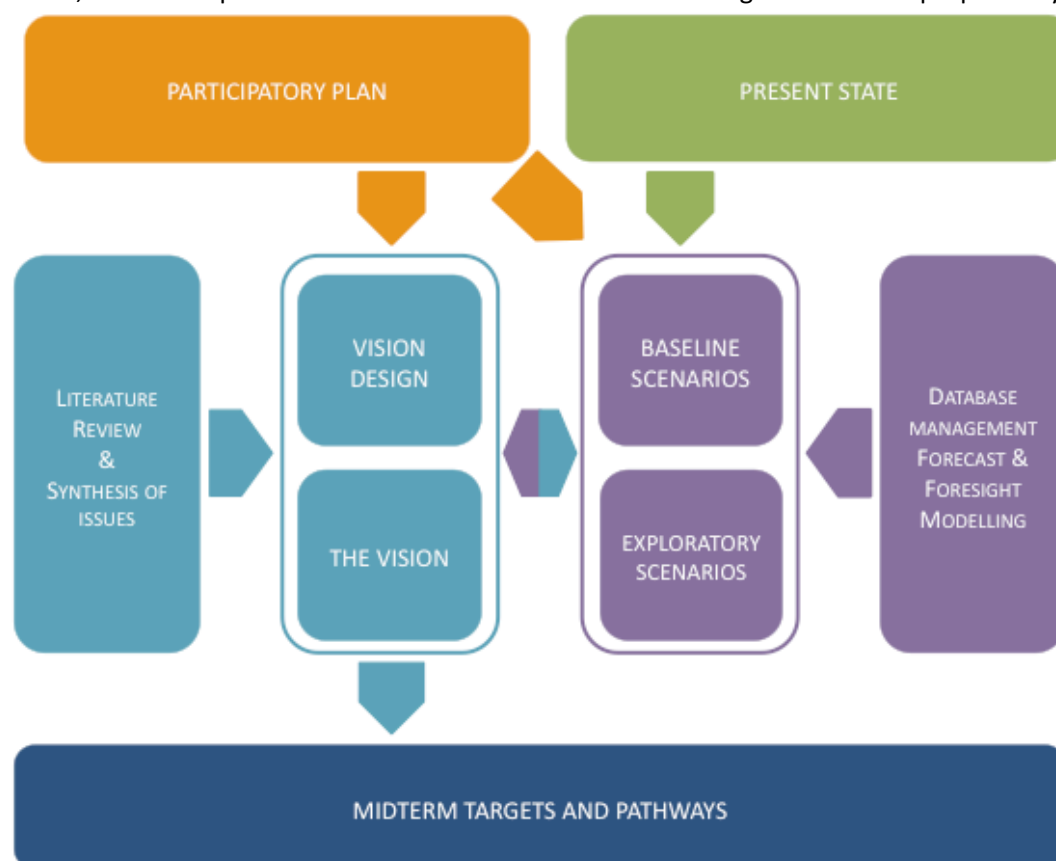 PARTICIPATORY PLAN
PRESENT STATE
LITERATURE
REVIEW
&
SYNTHESIS OF
ISSUES
VISION
DESIGN
THE VISION
BASELINE
SCENARIOS
EXPLORATORY
SCENARIOS
DATABASE
MANAGEMENT
FORECAST &
FORESIGHT
MODELLING
MIDTERM TARGETS AND PATHWAYS